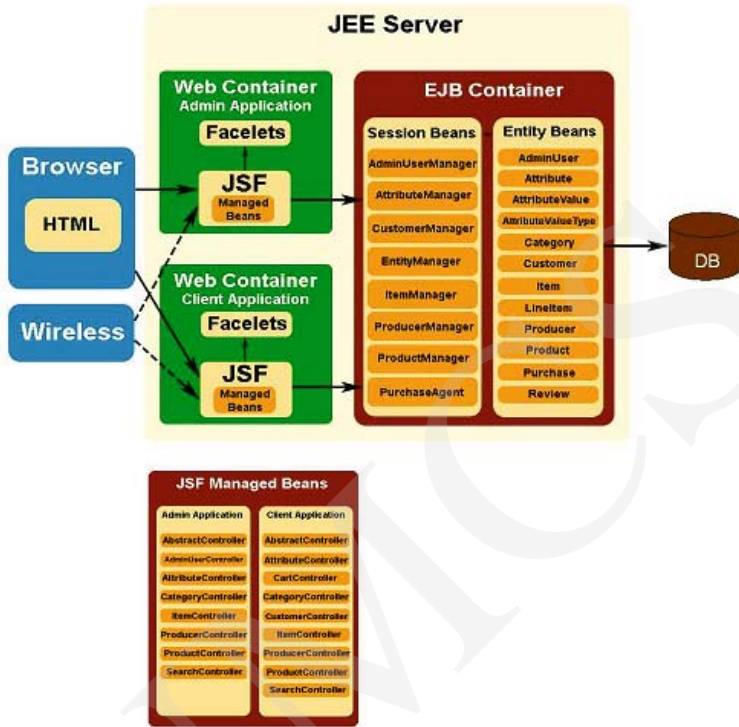 JEE Server
Web Container
Admin Application
Facelets
JSF
Managed
Beans
Browser
HTML
Wireless
Web Container
Client Application
Facelets
JSF
Managed
Beans
EJB Container
Session Beans
AdminUserManager
AttributeManager
CustomerManager
EntityManager
ItemManager
ProducerManager
ProductManager
PurchaseAgent
Entity Beans
AdminUser
Attribute
AttributeValue
AttributeValueType
Category
Customer
Item
LineItem
Producer
Product
Purchase
Review
DB
JSF Managed Beans
Admin Application
AbstractController
AdminUserController
AttributeController
CategoryController
ItemController
ProducerController
ProductController
SearchController
Client Application
AbstractController
AttributeController
CartController
CategoryController
CustomerController
ItemController
ProducerController
ProductController
SearchController